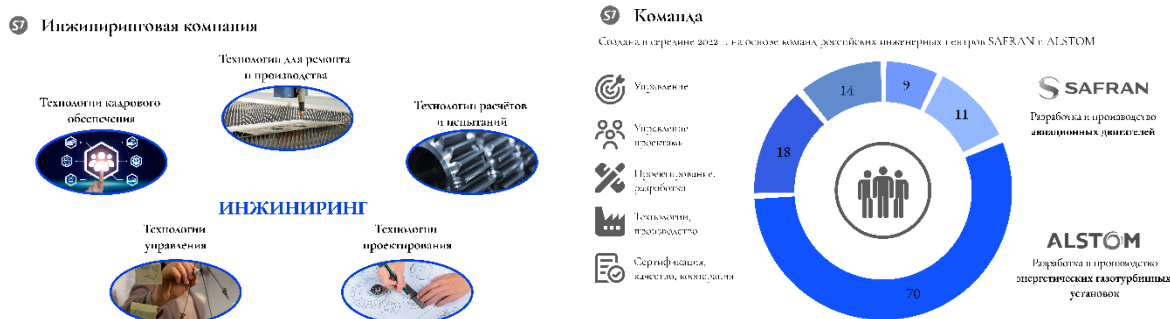 S7 Инжиниринговая компания
Технологии для ремонта
и производства
Технологии кадрового
обеспечения
Технологии расчётов
и испытаний
ИНЖИНИРИНГ
Технологии
управления
Технологии
проектирования
S7 Команда
Создана в середине 2022 г. на основе команд российских инженерных центров SAFRAN и ALSTOM
Управление
Управление
проектами
Проектирование,
разработка
Технологии,
производство
Сертификация,
качество, кооперация
14
9
11
18
70
SAFRAN
Разработка и производство
авиационных двигателей
ALSTOM
Разработка и производство
энергетических газотурбинных
установок